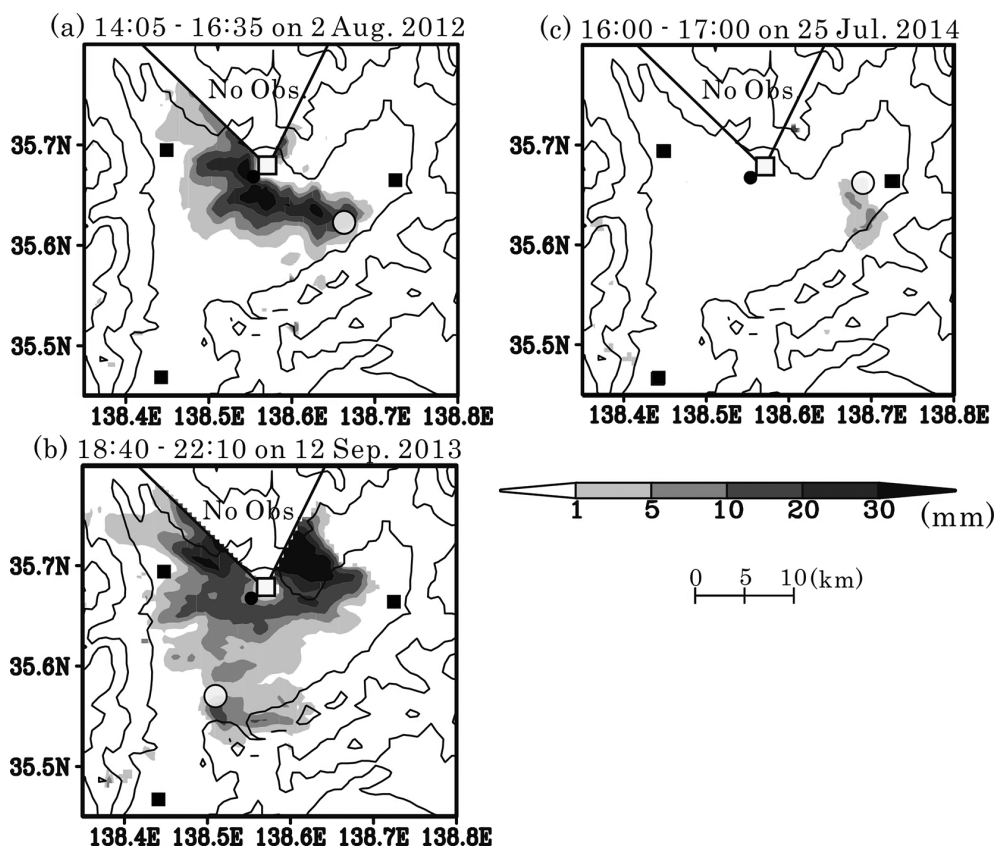 (a) 14:05 - 16:35 on 2 Aug. 2012
No Obs.
35.7N
35.6N
35.5N
138.4E 138.5E 138.6E 138.7E 138.8E
(c) 16:00 - 17:00 on 25 Jul. 2014
No Obs.
35.7N
35.6N
35.5N
138.4E 138.5E 138.6E 138.7E 138.8E
(b) 18:40 - 22:10 on 12 Sep. 2013
No Obs.
35.7N
35.6N
35.5N
138.4E 138.5E 138.6E 138.7E 138.8E
1 5 10 20 30 (mm)
0 5 10 (km)